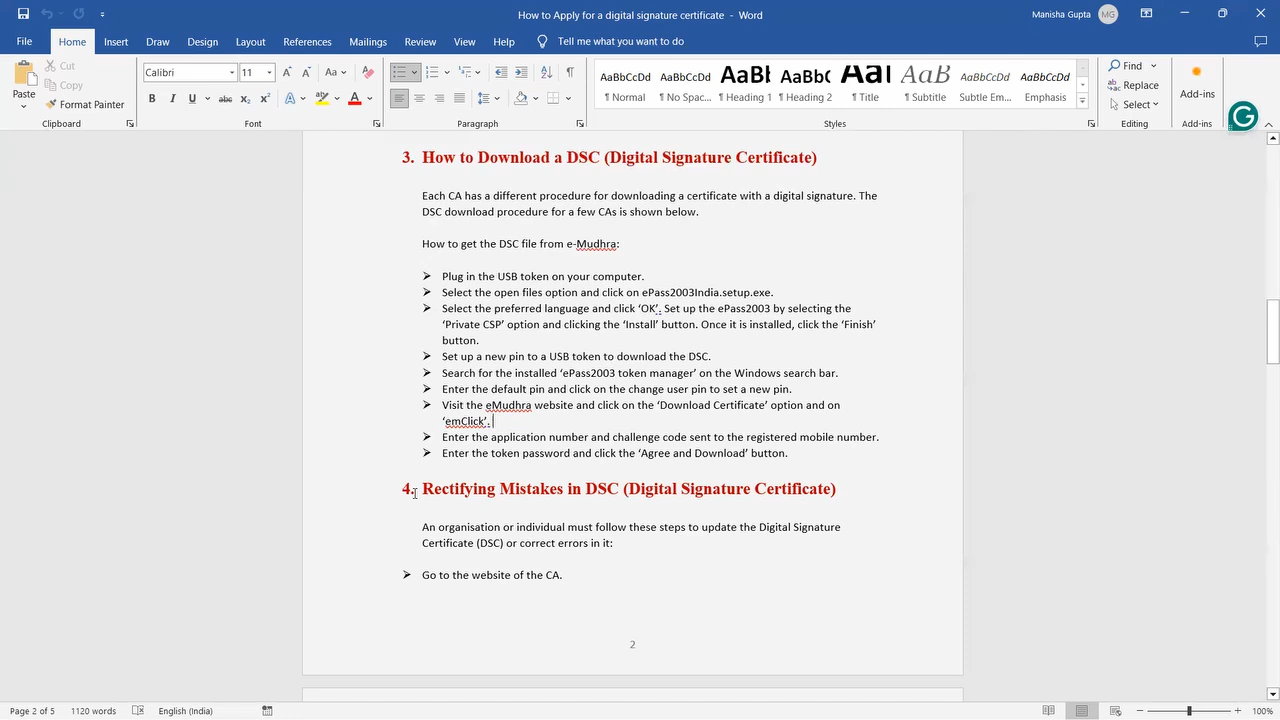 How to Apply for a digital signature certificate - Word
Manisha Gupta MG
File Home Insert Draw Design Layout References Mailings Review View Help Tell me what you want to do
Paste
Cut
Copy
Format Painter
Clipboard
Calibri 11
Font
Paragraph
AaBbCcDd AaBbCcDd AaBb AaBbC AaB AaB AaBbCcDd AaBbCcDd
¶ Normal ¶ No Spac... ¶ Heading 1 ¶ Heading 2 ¶ Title ¶ Subtitle Subtle Em... Emphasis
Styles
Find
Replace
Select
Editing
Add-ins
Add-ins
3. How to Download a DSC (Digital Signature Certificate)
Each CA has a different procedure for downloading a certificate with a digital signature. The
DSC download procedure for a few CAs is shown below.
How to get the DSC file from e-Mudhra:
Plug in the USB token on your computer.
Select the open files option and click on ePass2003India.setup.exe.
Select the preferred language and click ‘OK’. Set up the ePass2003 by selecting the
‘Private CSP’ option and clicking the ‘Install’ button. Once it is installed, click the ‘Finish’
button.
Set up a new pin to a USB token to download the DSC.
Search for the installed ‘ePass2003 token manager’ on the Windows search bar.
Enter the default pin and click on the change user pin to set a new pin.
Visit the eMudhra website and click on the ‘Download Certificate’ option and on
‘emClick’.
Enter the application number and challenge code sent to the registered mobile number.
Enter the token password and click the ‘Agree and Download’ button.
4. Rectifying Mistakes in DSC (Digital Signature Certificate)
An organisation or individual must follow these steps to update the Digital Signature
Certificate (DSC) or correct errors in it:
Go to the website of the CA.
2
Page 2 of 5 1120 words English (India) 100%